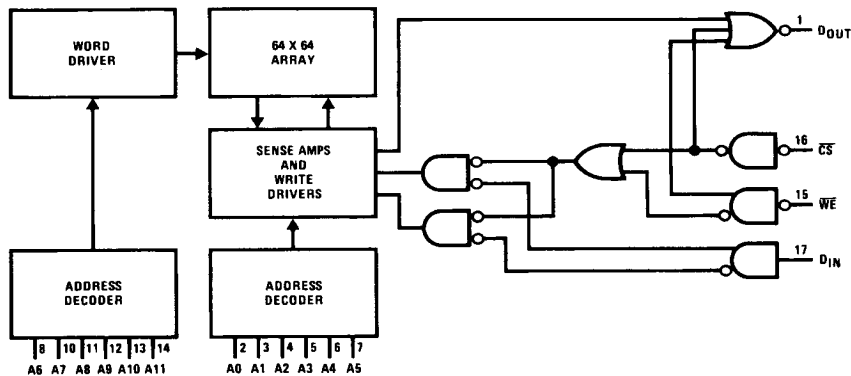 WORD
DRIVER
64 X 64
ARRAY
1
DOUT
SENSE AMPS
AND
WRITE
DRIVERS
16
CS
15
WE
17
DIN
ADDRESS
DECODER
ADDRESS
DECODER
8 10 11 12 13 14
A6 A7 A8 A9 A10 A11
2 3 4 5 6 7
A0 A1 A2 A3 A4 A5